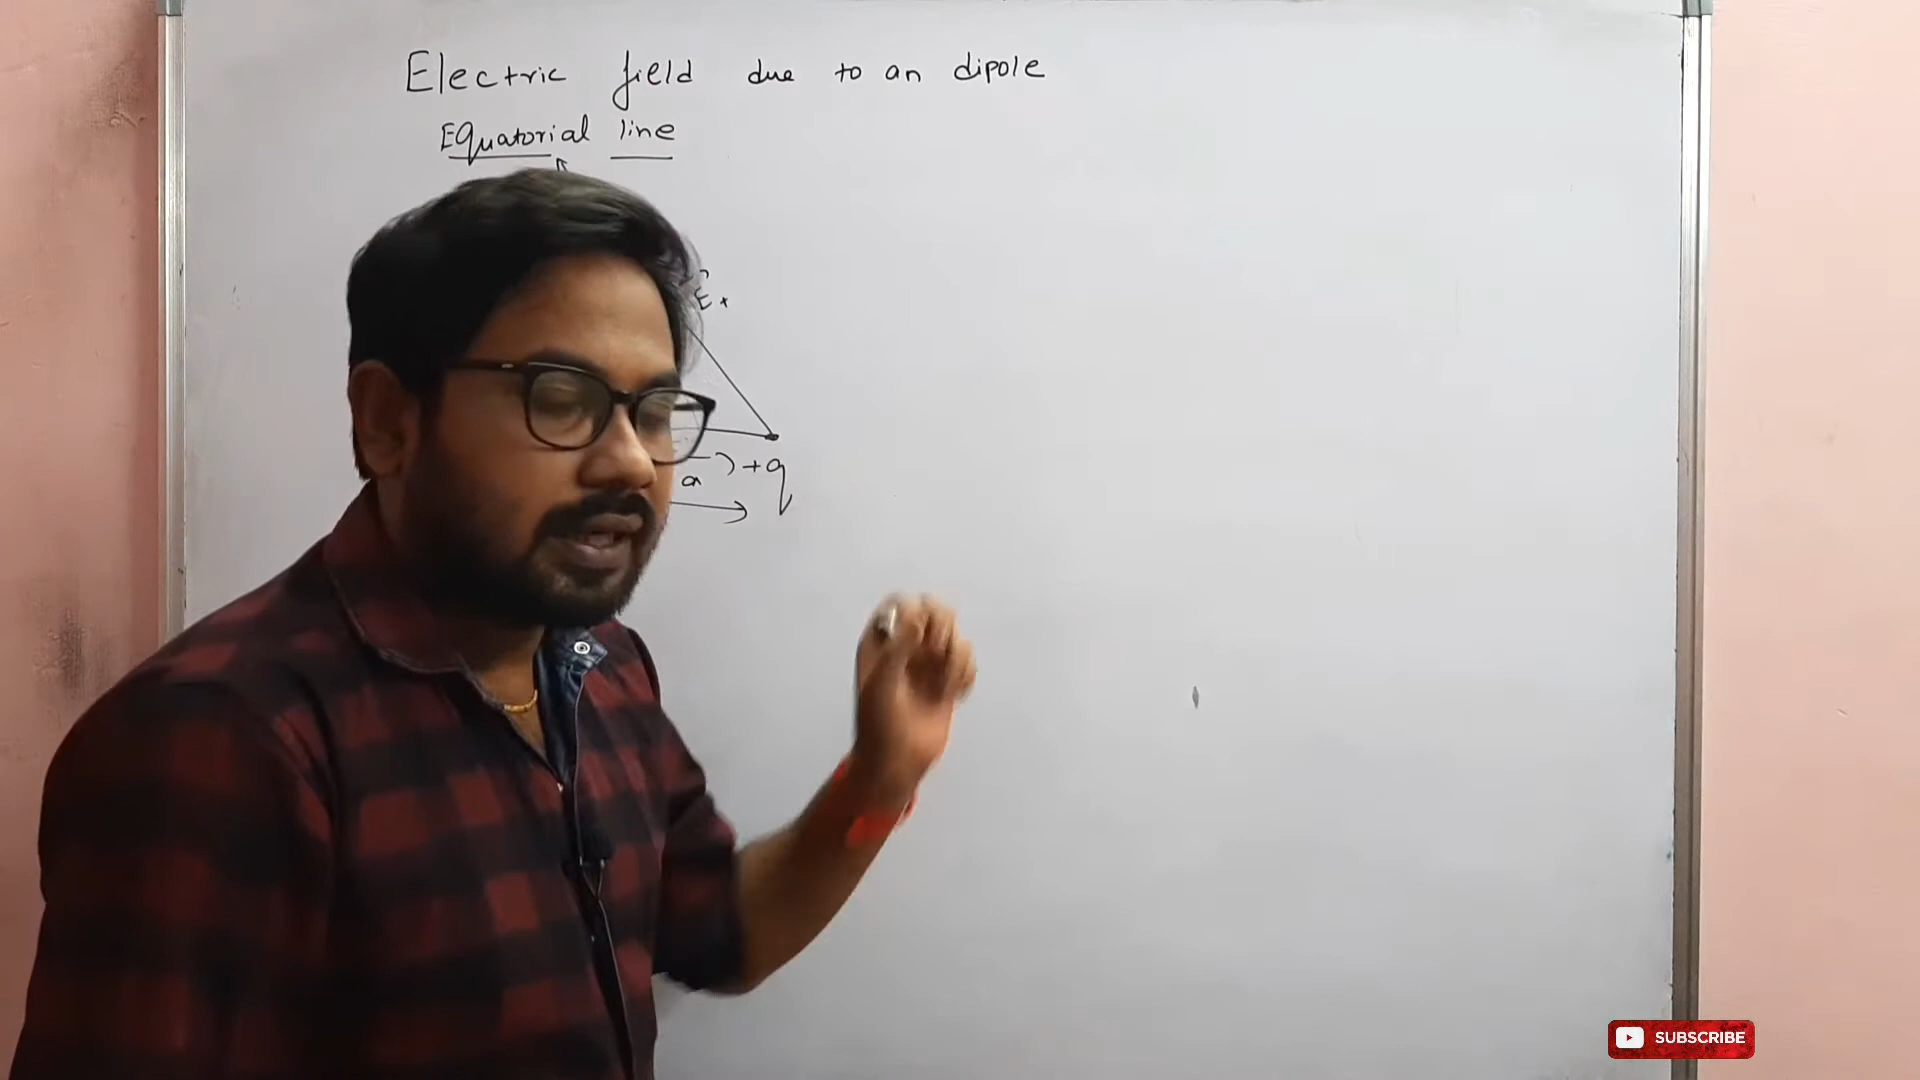 Electric field due to an dipole
Equatorial line
E+
a +q
SUBSCRIBE